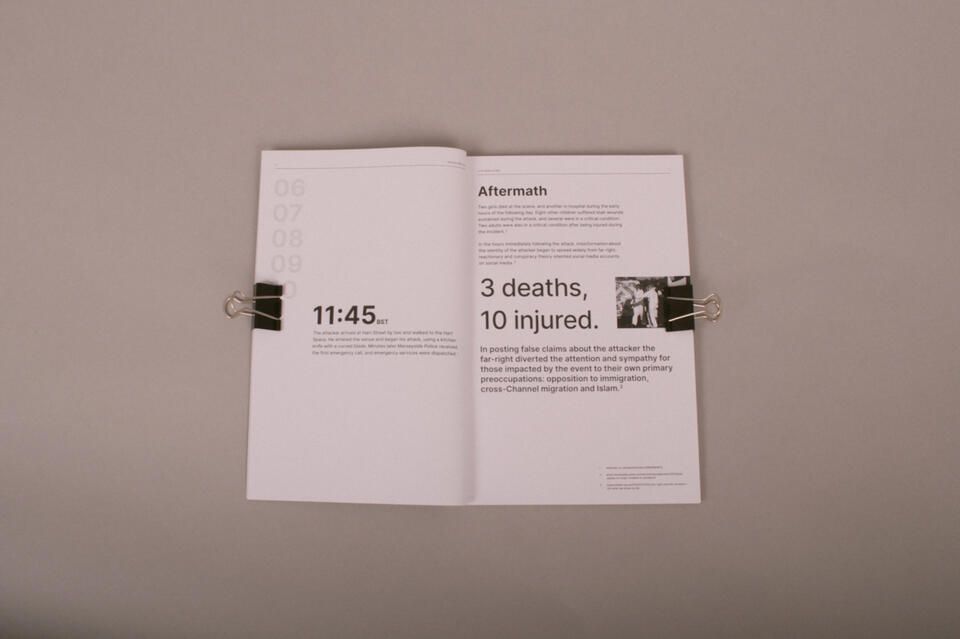 06
07
08
09
11:45 BST
The attacker arrived at Hart Street by taxi and walked to the Hart
Space. He entered the venue and began his attack, using a kitchen
knife with a curved blade. Minutes later Merseyside Police received
the first emergency call, and emergency services were dispatched.
Aftermath
Two girls died at the scene, and another in hospital during the early
hours of the following day. Eight other children suffered stab wounds
sustained during the attack, and several were in a critical condition.
Two adults were also in a critical condition after being injured during
the incident.¹
In the hours immediately following the attack, misinformation about
the identity of the attacker began to spread widely from far-right,
reactionary and conspiracy theory oriented social media accounts
on social media.²
3 deaths,
10 injured.
In posting false claims about the attacker the
far-right diverted the attention and sympathy for
those impacted by the event to their own primary
preoccupations: opposition to immigration,
cross-Channel migration and Islam.³